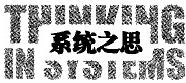 THINKING
系统之思
IN SYSTEMS